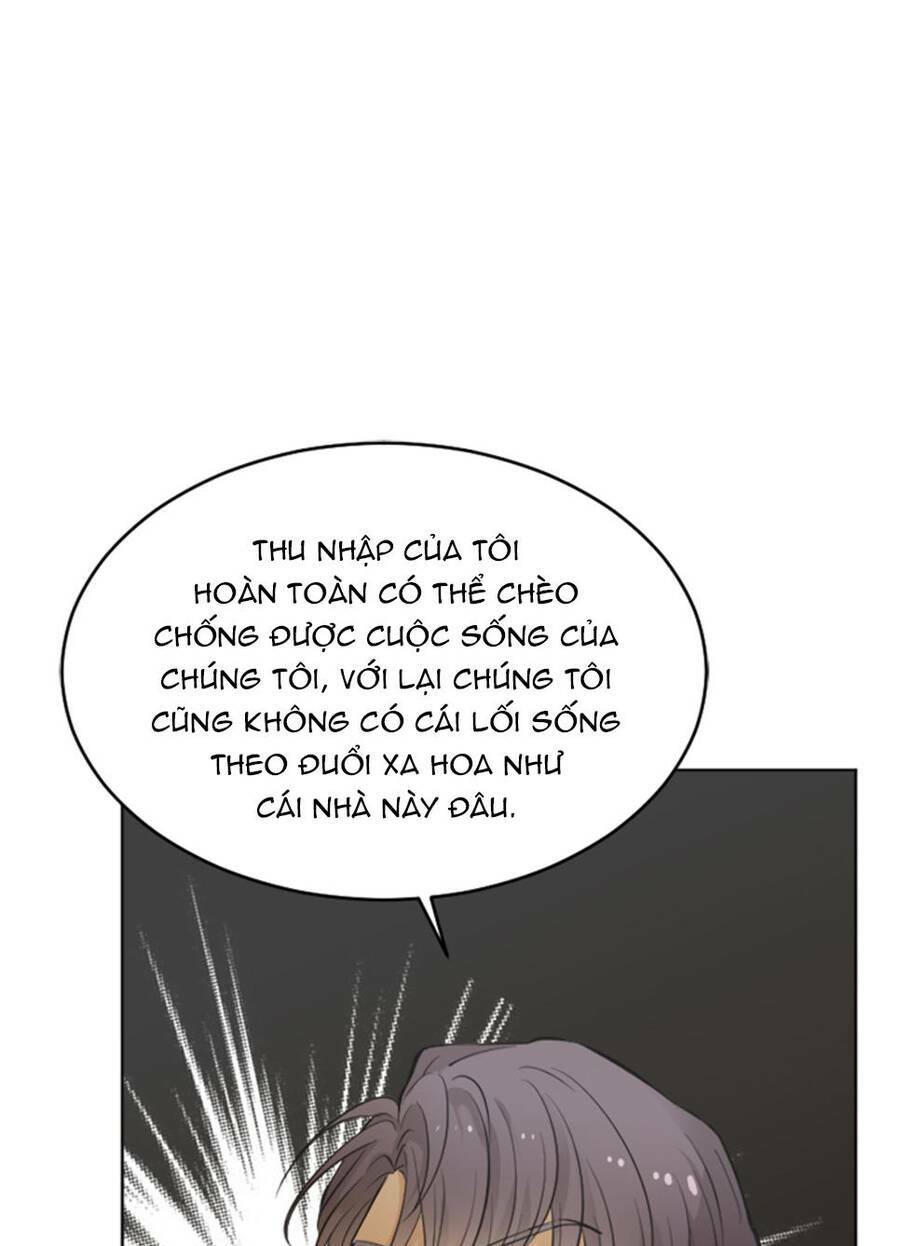 THU NHẬP CỦA TÔI
HOÀN TOÀN CÓ THỂ CHÈO
CHỐNG ĐƯỢC CUỘC SỐNG CỦA
CHÚNG TÔI, VỚI LẠI CHÚNG TÔI
CŨNG KHÔNG CÓ CÁI LỐI SỐNG
THEO ĐUỔI XA HOA NHƯ
CÁI NHÀ NÀY ĐÂU.